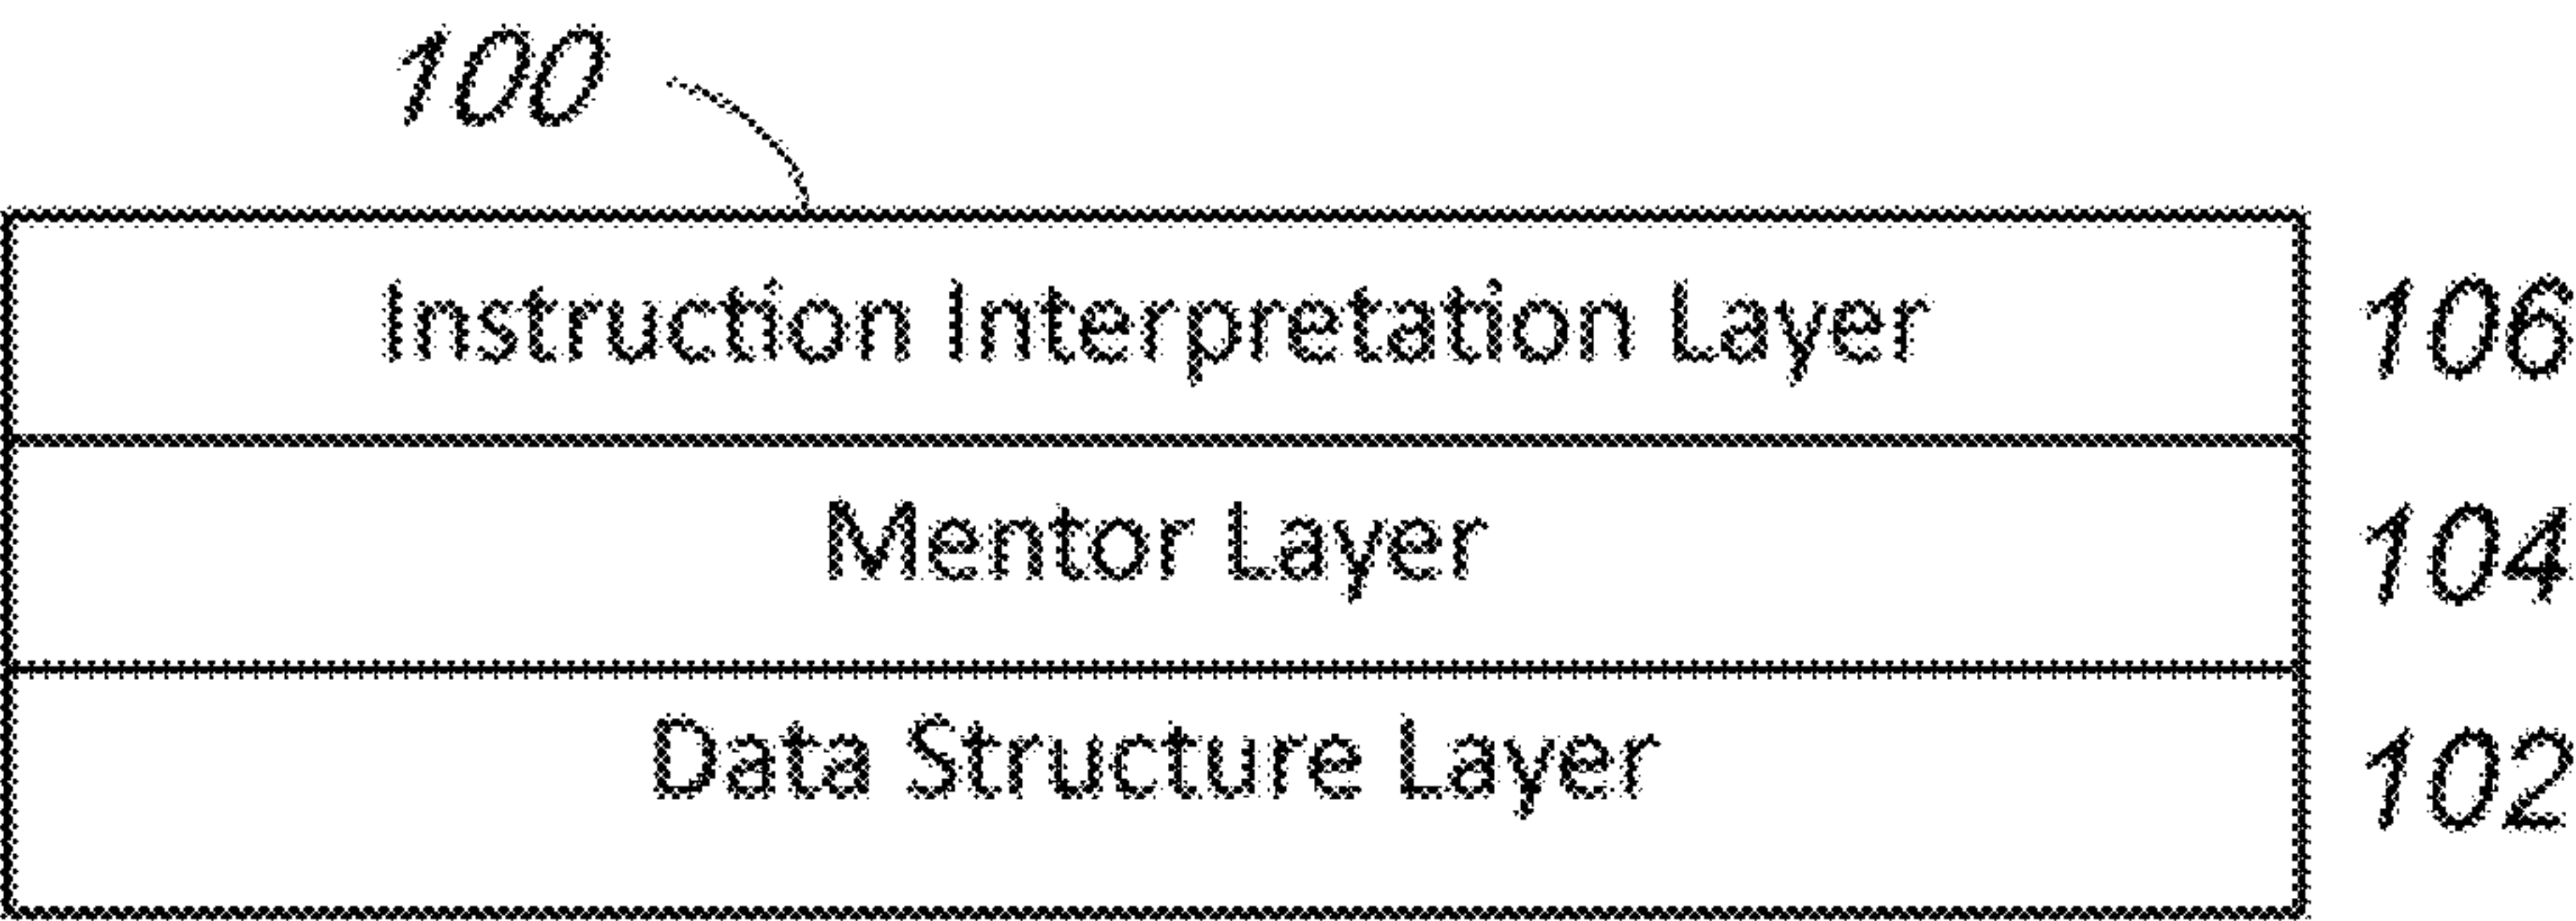 100
Instruction Interpretation Layer 106
Mentor Layer 104
Data Structure Layer 102